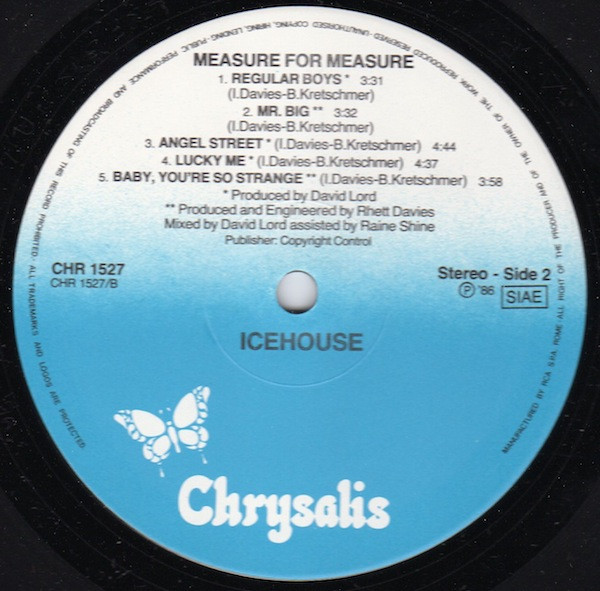 MEASURE FOR MEASURE
1. REGULAR BOYS * 3:31
(I.Davies-B.Kretschmer)
2. MR. BIG ** 3:32
(I.Davies-B.Kretschmer)
3. ANGEL STREET * (I.Davies-B.Kretschmer) 4:44
4. LUCKY ME * (I.Davies-B.Kretschmer) 4:37
5. BABY, YOU'RE SO STRANGE ** (I.Davies-B.Kretschmer) 3:58
* Produced by David Lord
** Produced and Engineered by Rhett Davies
Mixed by David Lord assisted by Raine Shine
Publisher: Copyright Control
CHR 1527
CHR 1527/B
Stereo - Side 2
Ⓟ '86 SIAE
ICEHOUSE
Chrysalis
MANUFACTURED BY RCA S.P.A. ROME-ALL RIGHT OF THE PRODUCER AND OF THE OWNER OF THE WORK REPRODUCED RESERVED-UNAUTHORISED COPYING, HIRING, LENDING, PUBLIC PERFORMANCE AND BROADCASTING OF THIS RECORD PROHIBITED-ALL TRADEMARKS AND LOGOS ARE PROTECTED.